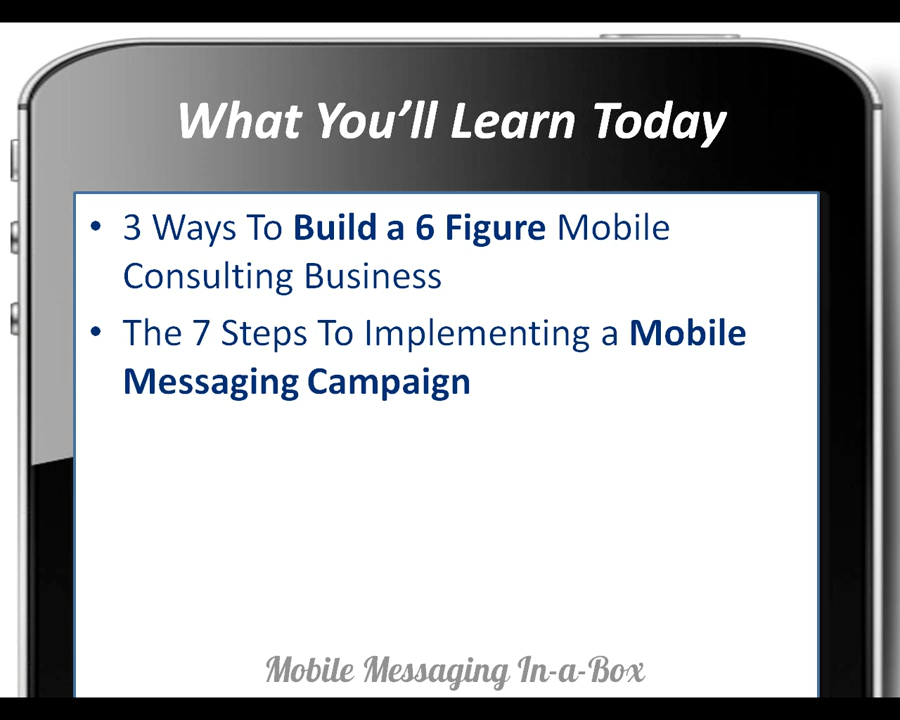 What You’ll Learn Today
• 3 Ways To Build a 6 Figure Mobile
Consulting Business
• The 7 Steps To Implementing a Mobile
Messaging Campaign
Mobile Messaging In-a-Box